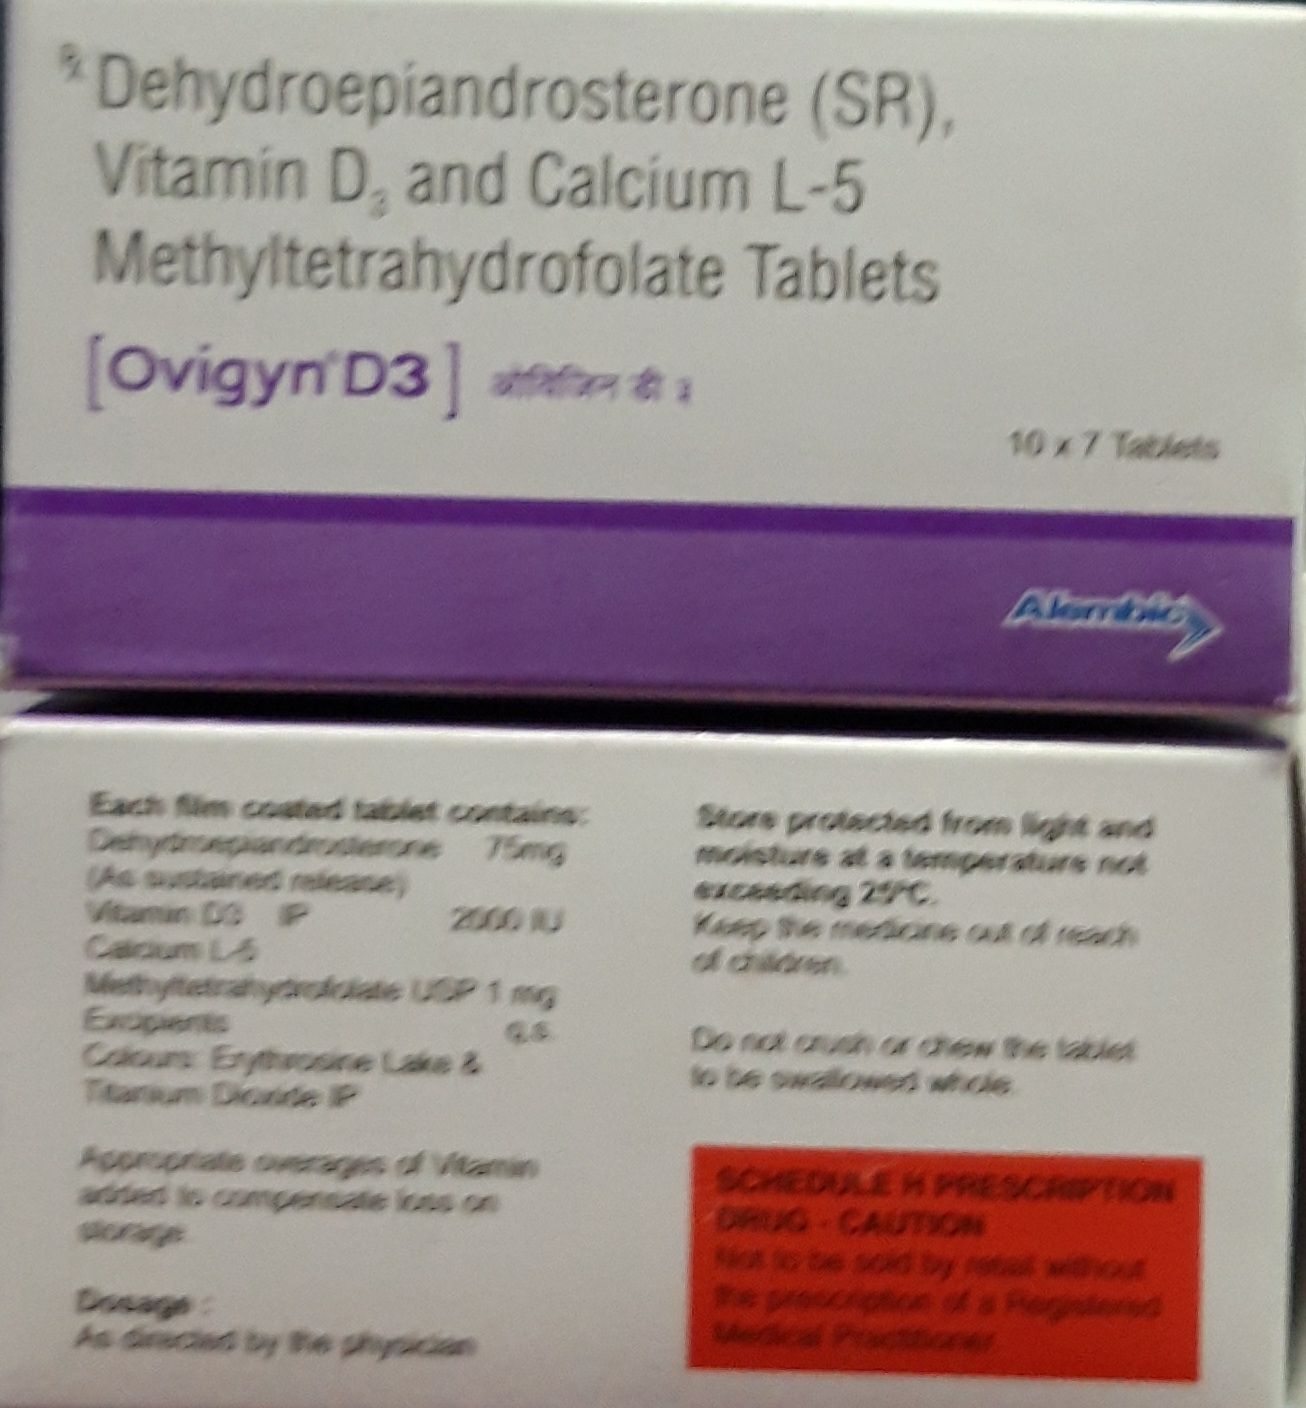 Rx Dehydroepiandrosterone (SR),
Vitamin D3 and Calcium L-5
Methyltetrahydrofolate Tablets
[Ovigyn® D3] ओविजिन डी ३
10 x 7 Tablets
Alembic
Each film coated tablet contains:
Dehydroepiandrosterone 75mg
(As sustained release)
Vitamin D3 IP 2000 IU
Calcium L-5
Methyltetrahydrofolate USP 1 mg
Excipients q.s.
Colours: Erythrosine Lake &
Titanium Dioxide IP
Appropriate overages of Vitamin
added to compensate loss on
storage
Dosage :
As directed by the physician
Store protected from light and
moisture at a temperature not
exceeding 25°C.
Keep the medicine out of reach
of children.
Do not crush or chew the tablet
to be swallowed whole.
SCHEDULE H PRESCRIPTION
DRUG - CAUTION
Not to be sold by retail without
the prescription of a Registered
Medical Practitioner